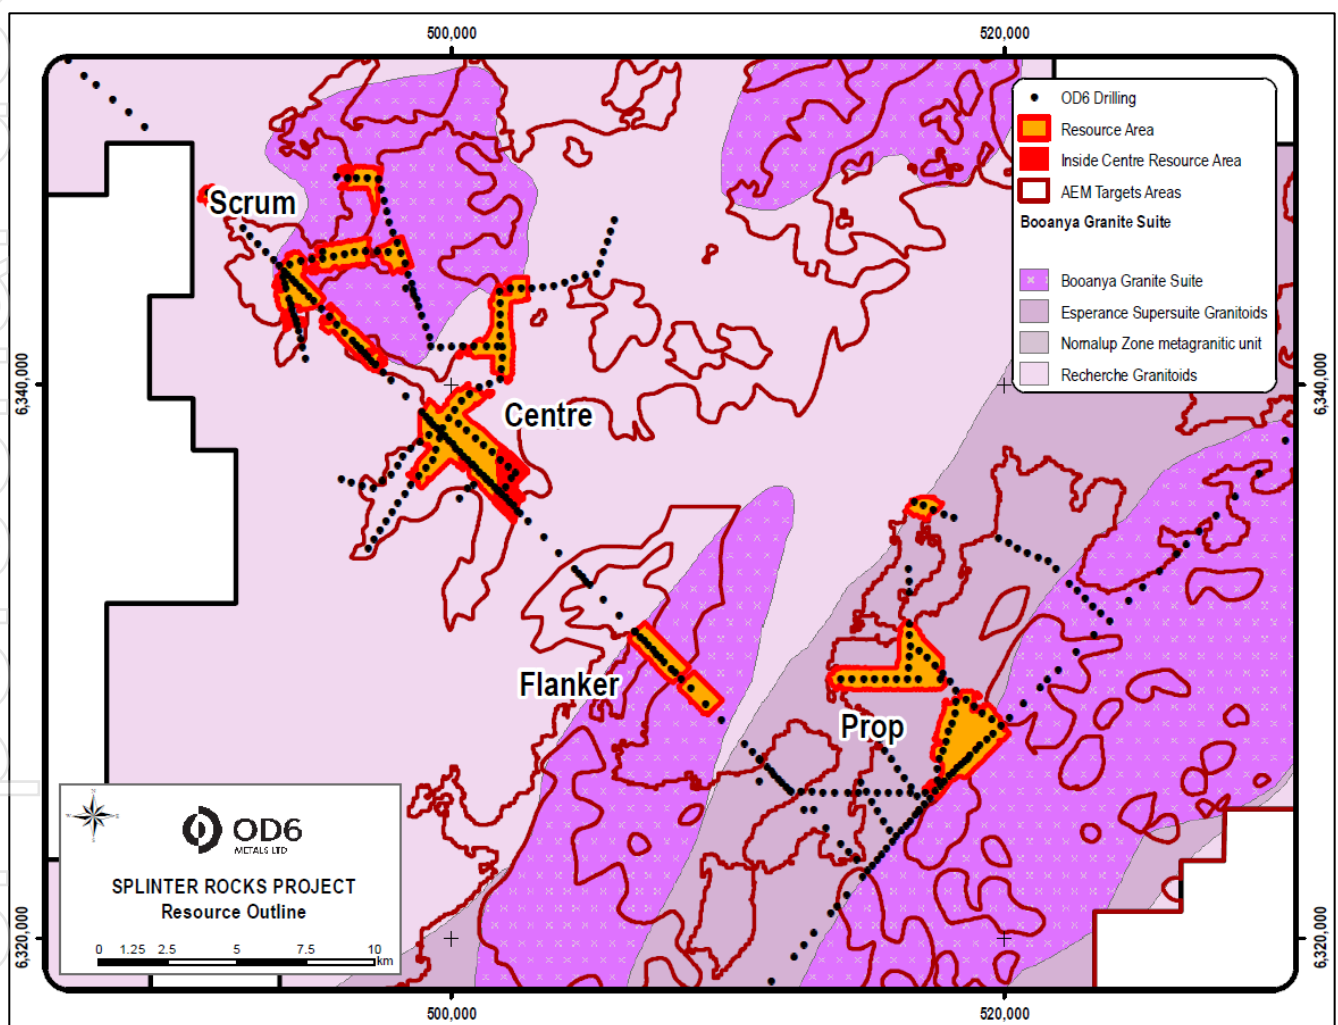 500,000
520,000
OD6 Drilling
Resource Area
Inside Centre Resource Area
AEM Targets Areas
Booanya Granite Suite
Booanya Granite Suite
Esperance Supersuite Granitoids
Nornalup Zone metagranitic unit
Recherche Granitoids
Scrum
6,340,000
6,340,000
Centre
Flanker
Prop
OD6
METALS LTD
SPLINTER ROCKS PROJECT
Resource Outline
0 1.25 2.5 5 7.5 10
km
6,320,000
6,320,000
500,000
520,000